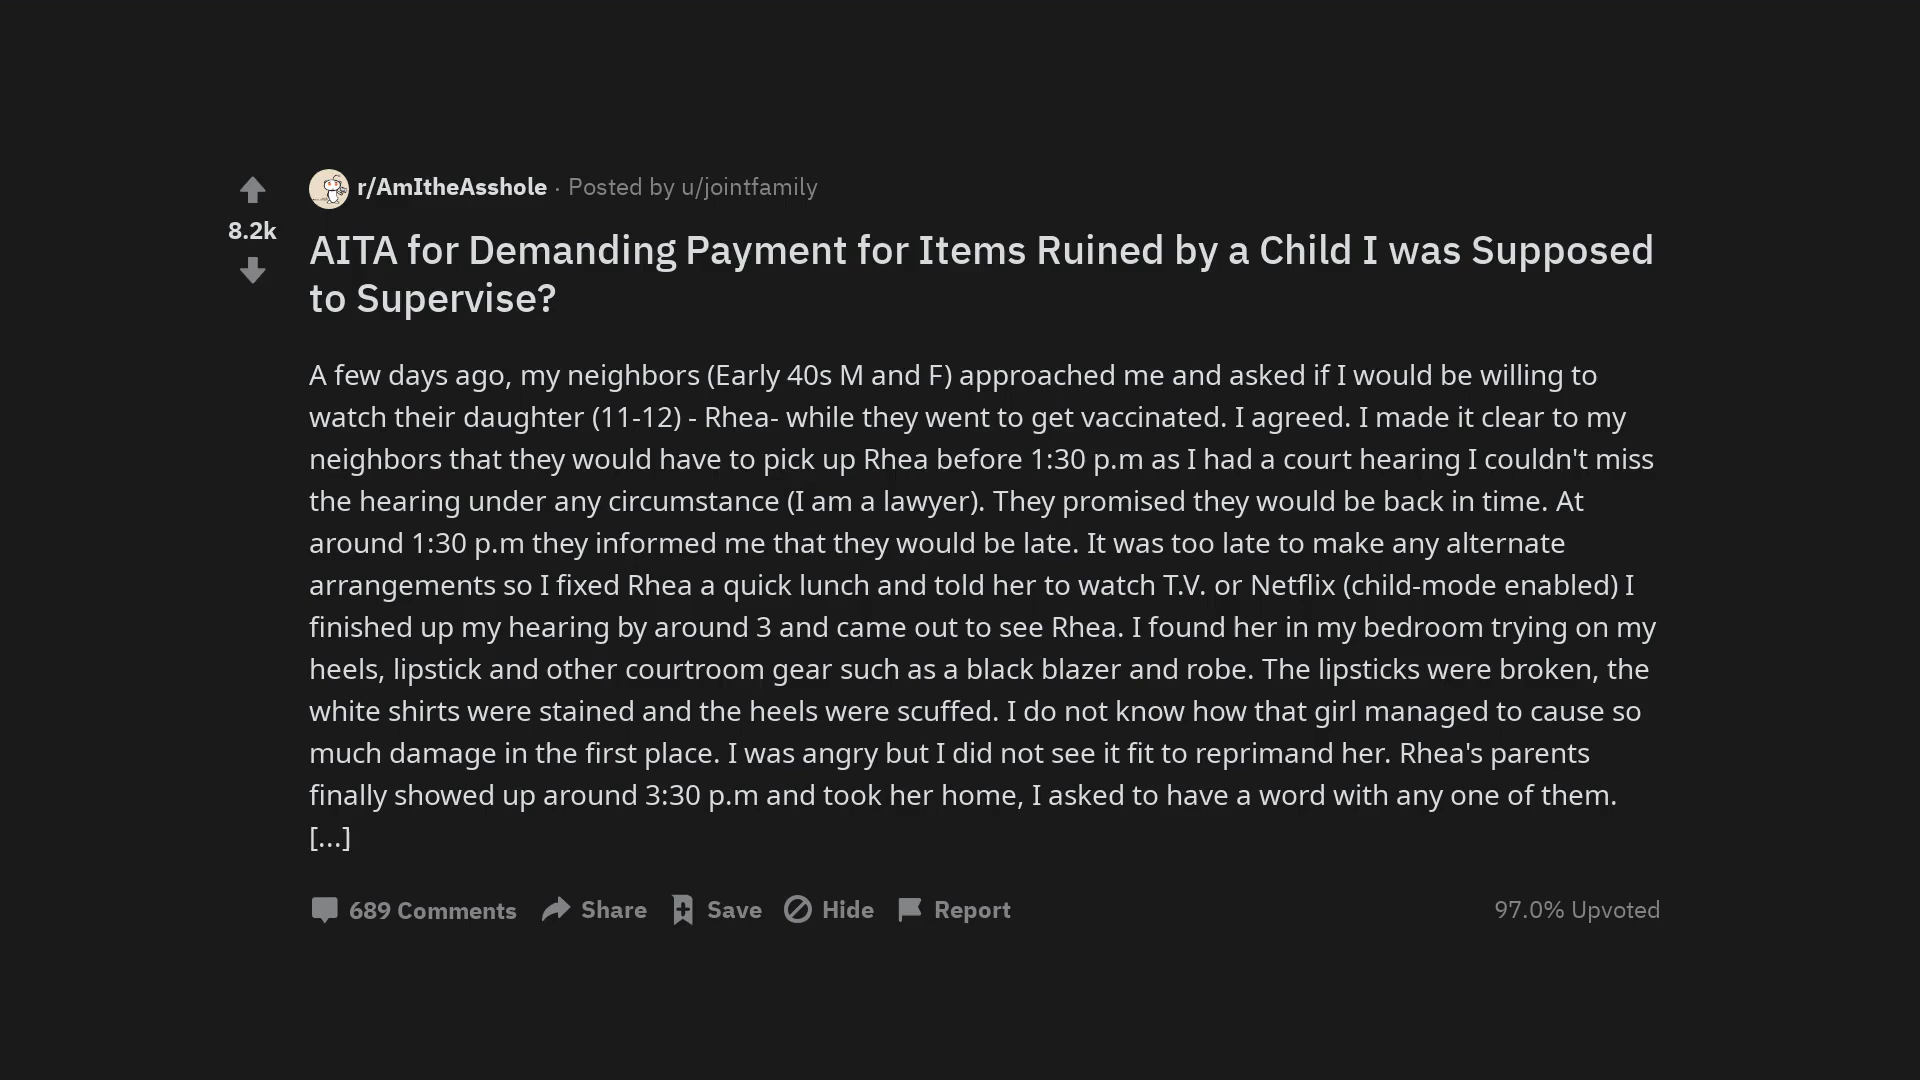 r/AmItheAsshole · Posted by u/jointfamily
8.2k
AITA for Demanding Payment for Items Ruined by a Child I was Supposed
to Supervise?
A few days ago, my neighbors (Early 40s M and F) approached me and asked if I would be willing to
watch their daughter (11-12) - Rhea- while they went to get vaccinated. I agreed. I made it clear to my
neighbors that they would have to pick up Rhea before 1:30 p.m as I had a court hearing I couldn't miss
the hearing under any circumstance (I am a lawyer). They promised they would be back in time. At
around 1:30 p.m they informed me that they would be late. It was too late to make any alternate
arrangements so I fixed Rhea a quick lunch and told her to watch T.V. or Netflix (child-mode enabled) I
finished up my hearing by around 3 and came out to see Rhea. I found her in my bedroom trying on my
heels, lipstick and other courtroom gear such as a black blazer and robe. The lipsticks were broken, the
white shirts were stained and the heels were scuffed. I do not know how that girl managed to cause so
much damage in the first place. I was angry but I did not see it fit to reprimand her. Rhea's parents
finally showed up around 3:30 p.m and took her home, I asked to have a word with any one of them.
[...]
689 Comments Share Save Hide Report 97.0% Upvoted